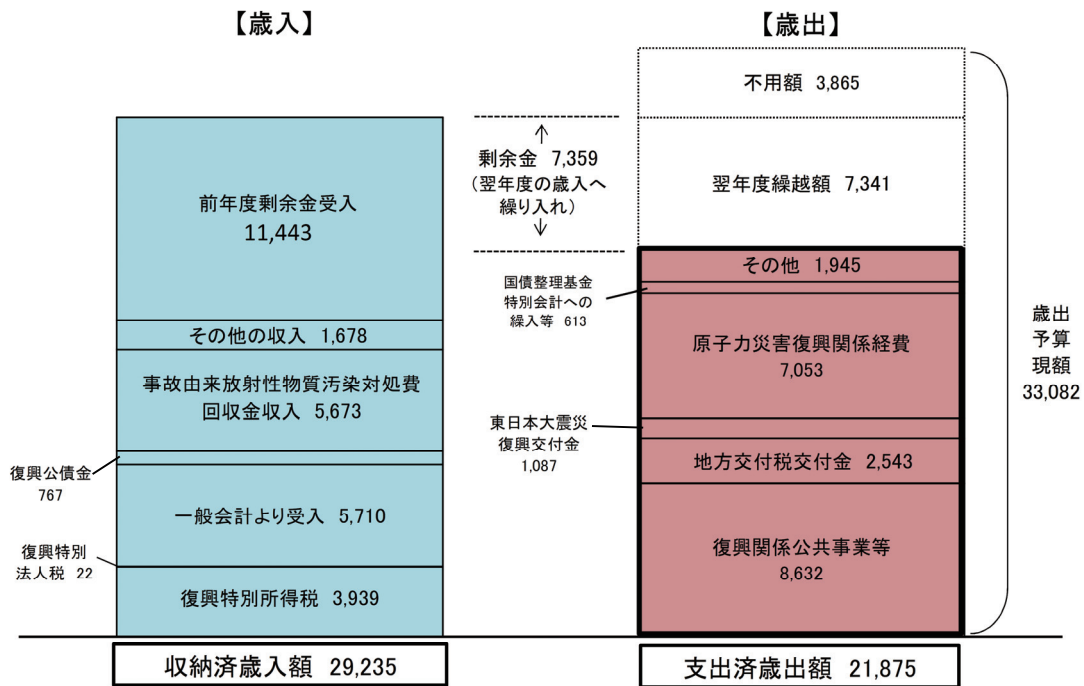 【歳入】
前年度剰余金受入
11,443
その他の収入 1,678
事故由来放射性物質汚染対処費
回収金収入 5,673
復興公債金
767
一般会計より受入 5,710
復興特別
法人税 22
復興特別所得税 3,939
収納済歳入額 29,235
剰余金 7,359
（翌年度の歳入へ
繰り入れ）
【歳出】
不用額 3,865
翌年度繰越額 7,341
その他 1,945
国債整理基金
特別会計への
繰入等 613
原子力災害復興関係経費
7,053
東日本大震災
復興交付金
1,087
地方交付税交付金 2,543
復興関係公共事業等
8,632
支出済歳出額 21,875
歳出
予算
現額
33,082